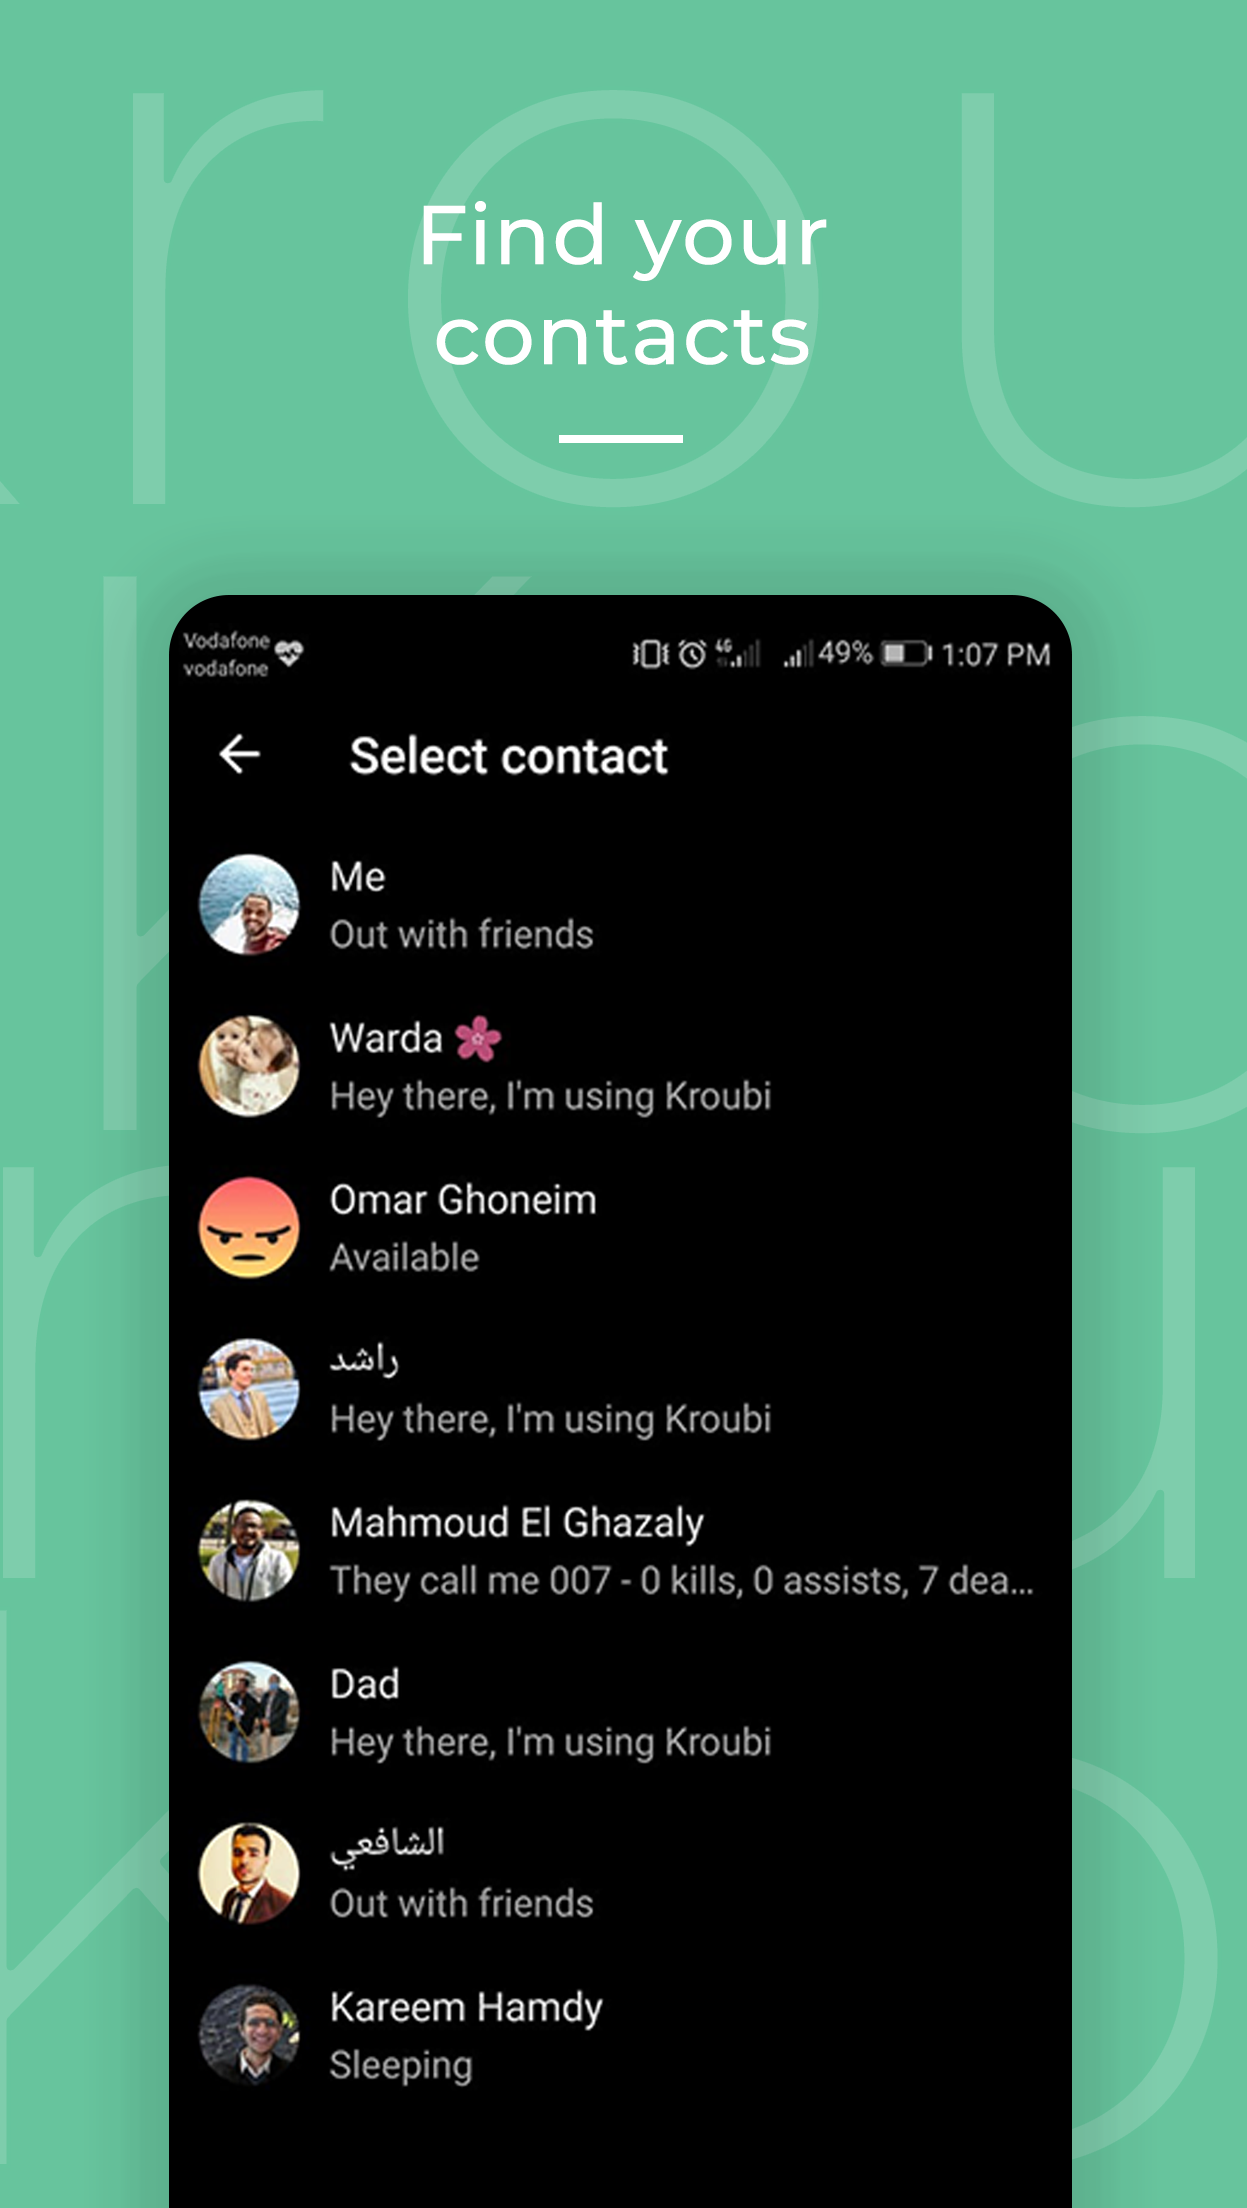 Find your
contacts
Vodafone
vodafone
4G
49%
1:07 PM
Select contact
Me
Out with friends
Warda 🌸
Hey there, I'm using Kroubi
Omar Ghoneim
Available
راشد
Hey there, I'm using Kroubi
Mahmoud El Ghazaly
They call me 007 - 0 kills, 0 assists, 7 dea...
Dad
Hey there, I'm using Kroubi
الشافعي
Out with friends
Kareem Hamdy
Sleeping